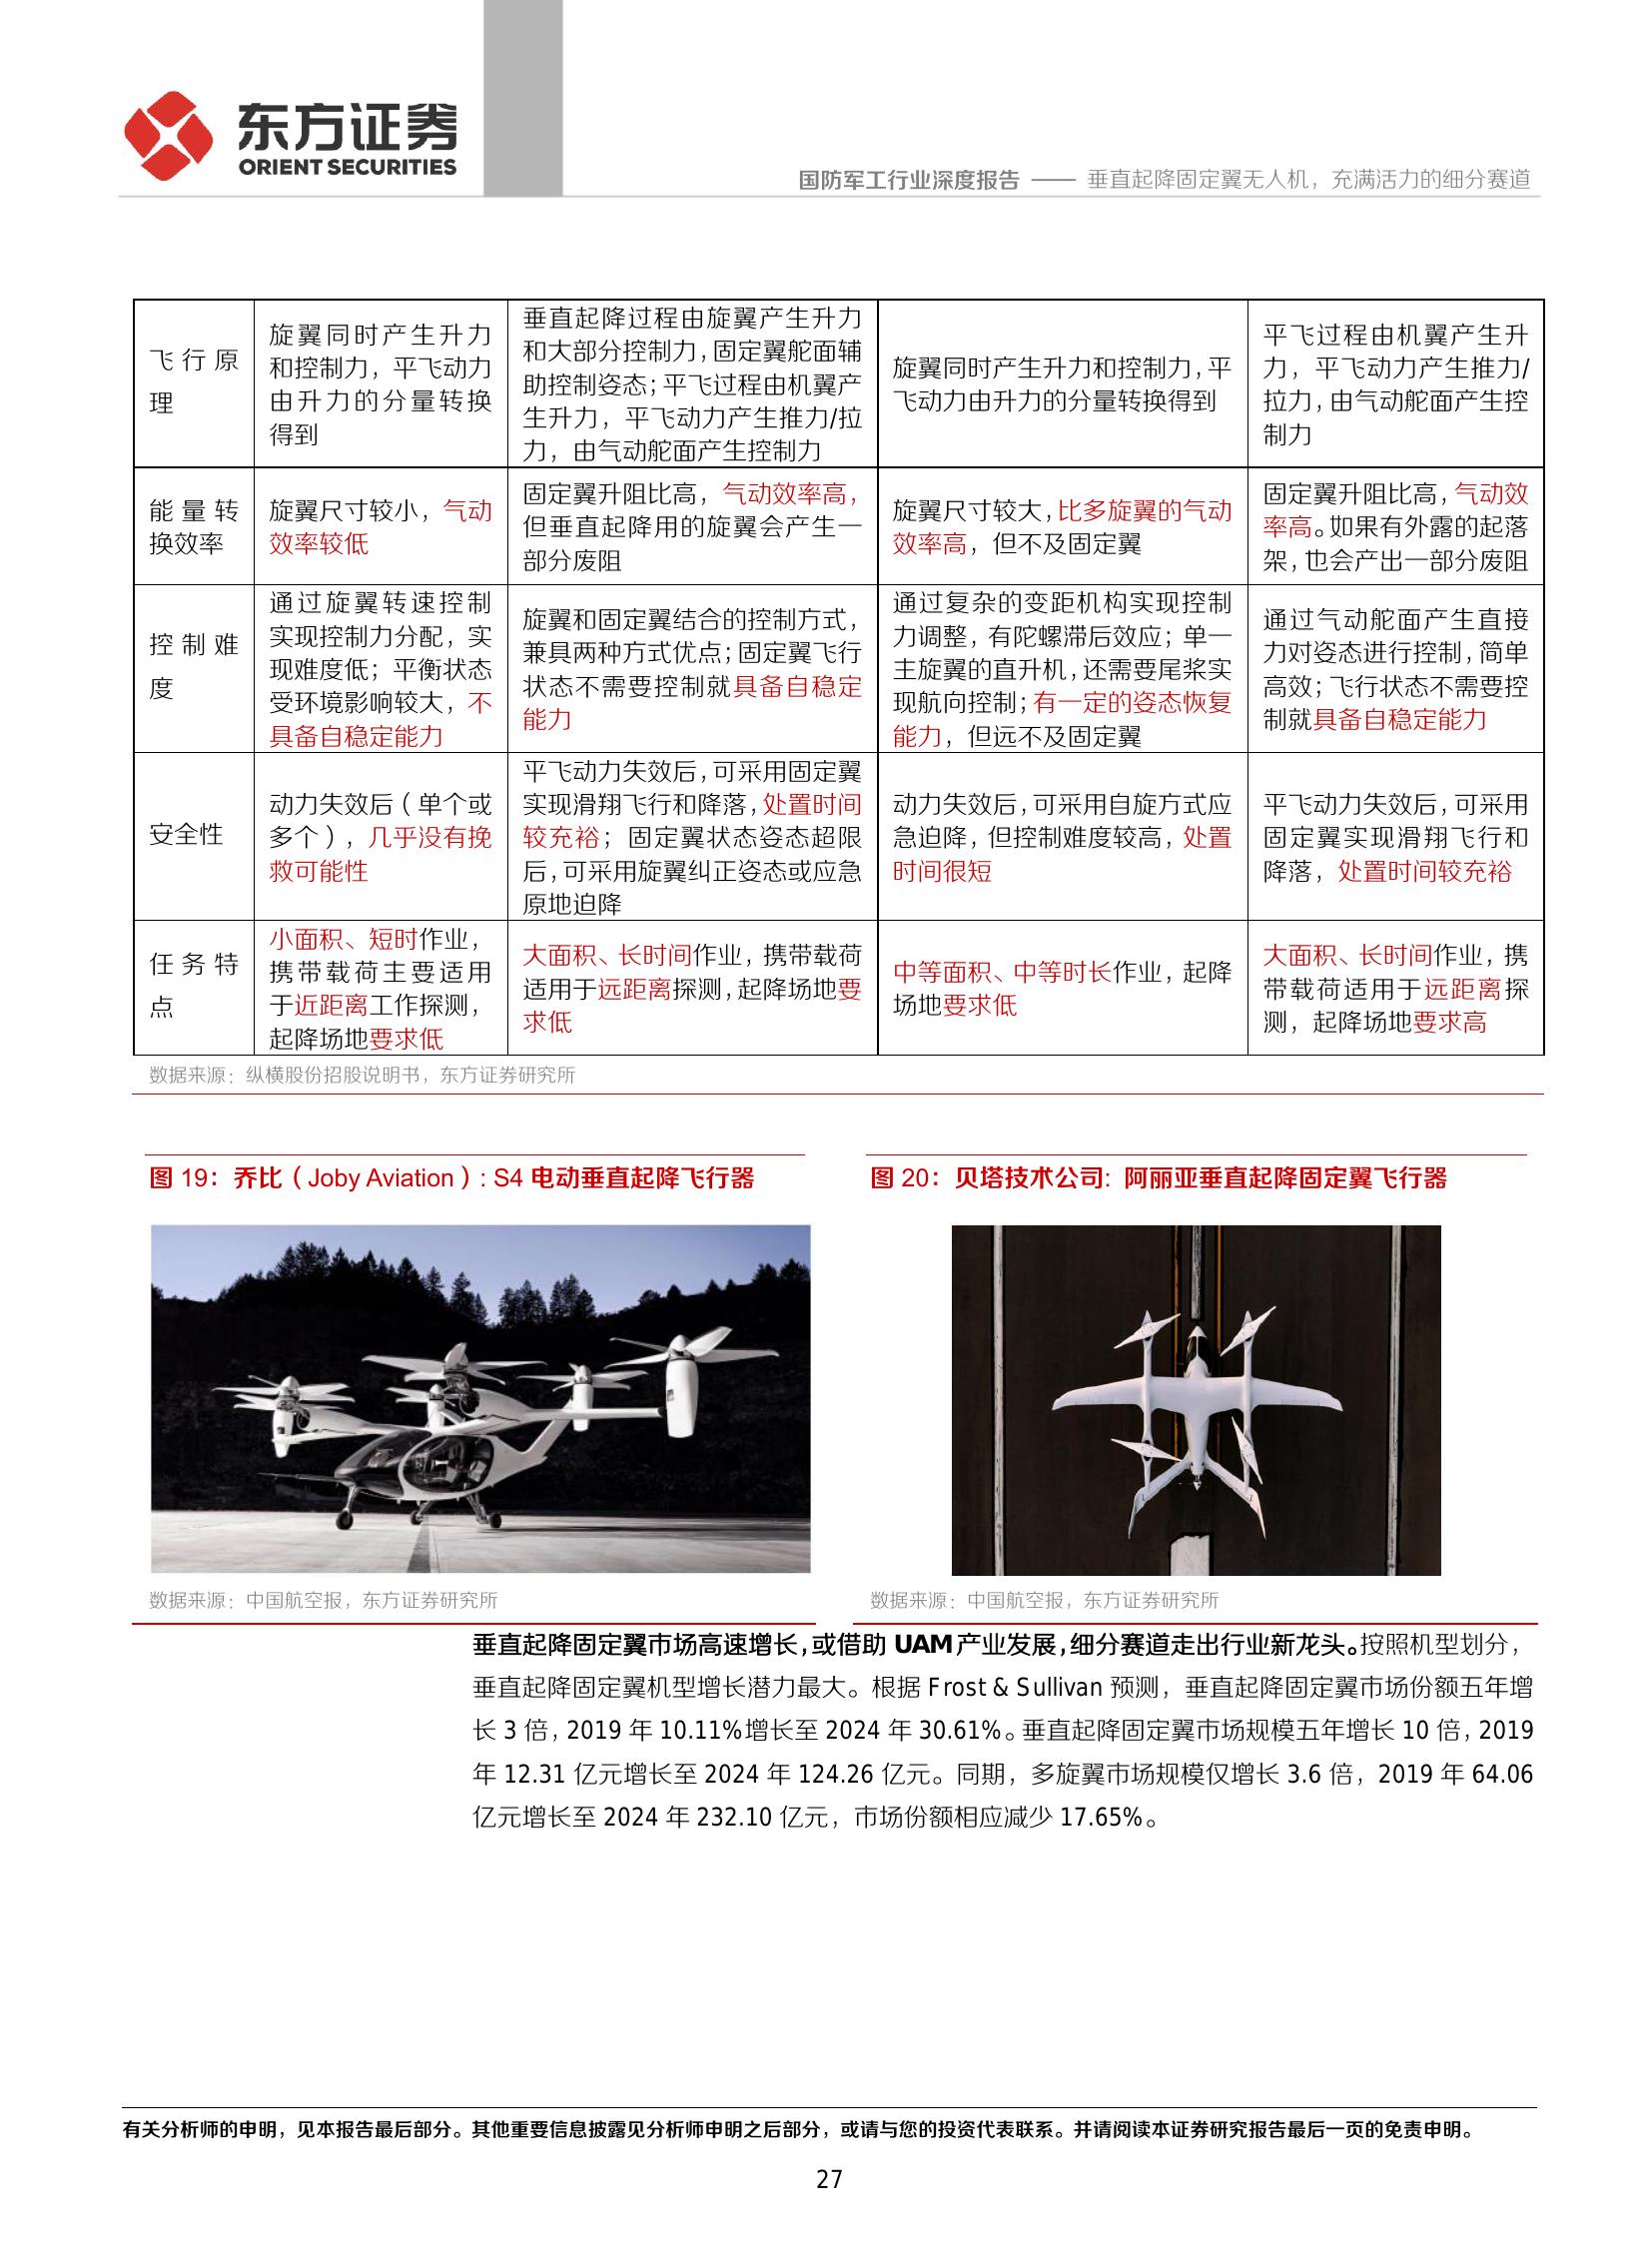 东方证券
ORIENT SECURITIES
国防军工行业深度报告 —— 垂直起降固定翼无人机，充满活力的细分赛道
飞行原
理
旋翼同时产生升力
和控制力，平飞动力
由升力的分量转换
得到
垂直起降过程由旋翼产生升力
和大部分控制力，固定翼舵面辅
助控制姿态；平飞过程由机翼产
生升力，平飞动力产生推力/拉
力，由气动舵面产生控制力
旋翼同时产生升力和控制力，平
飞动力由升力的分量转换得到
平飞过程由机翼产生升
力，平飞动力产生推力/
拉力，由气动舵面产生控
制力
能量转
换效率
旋翼尺寸较小，气动
效率较低
固定翼升阻比高，气动效率高，
但垂直起降用的旋翼会产生一
部分废阻
旋翼尺寸较大，比多旋翼的气动
效率高，但不及固定翼
固定翼升阻比高，气动效
率高。如果有外露的起落
架，也会产出一部分废阻
控制难
度
通过旋翼转速控制
实现控制力分配，实
现难度低；平衡状态
受环境影响较大，不
具备自稳定能力
旋翼和固定翼结合的控制方式，
兼具两种方式优点；固定翼飞行
状态不需要控制就具备自稳定
能力
通过复杂的变距机构实现控制
力调整，有陀螺滞后效应；单一
主旋翼的直升机，还需要尾桨实
现航向控制；有一定的姿态恢复
能力，但远不及固定翼
通过气动舵面产生直接
力对姿态进行控制，简单
高效；飞行状态不需要控
制就具备自稳定能力
安全性
动力失效后（单个或
多个），几乎没有挽
救可能性
平飞动力失效后，可采用固定翼
实现滑翔飞行和降落，处置时间
较充裕；固定翼状态姿态超限
后，可采用旋翼纠正姿态或应急
原地迫降
动力失效后，可采用自旋方式应
急迫降，但控制难度较高，处置
时间很短
平飞动力失效后，可采用
固定翼实现滑翔飞行和
降落，处置时间较充裕
任务特
点
小面积、短时作业，
携带载荷主要适用
于近距离工作探测，
起降场地要求低
大面积、长时间作业，携带载荷
适用于远距离探测，起降场地要
求低
中等面积、中等时长作业，起降
场地要求低
大面积、长时间作业，携
带载荷适用于远距离探
测，起降场地要求高
数据来源：纵横股份招股说明书，东方证券研究所
图 19：乔比（Joby Aviation）: S4 电动垂直起降飞行器
图 20：贝塔技术公司: 阿丽亚垂直起降固定翼飞行器
数据来源：中国航空报，东方证券研究所
数据来源：中国航空报，东方证券研究所
垂直起降固定翼市场高速增长，或借助 UAM 产业发展，细分赛道走出行业新龙头。按照机型划分，
垂直起降固定翼机型增长潜力最大。根据 Frost & Sullivan 预测，垂直起降固定翼市场份额五年增
长 3 倍，2019 年 10.11%增长至 2024 年 30.61%。垂直起降固定翼市场规模五年增长 10 倍，2019
年 12.31 亿元增长至 2024 年 124.26 亿元。同期，多旋翼市场规模仅增长 3.6 倍，2019 年 64.06
亿元增长至 2024 年 232.10 亿元，市场份额相应减少 17.65%。
有关分析师的申明，见本报告最后部分。其他重要信息披露见分析师申明之后部分，或请与您的投资代表联系。并请阅读本证券研究报告最后一页的免责申明。
27